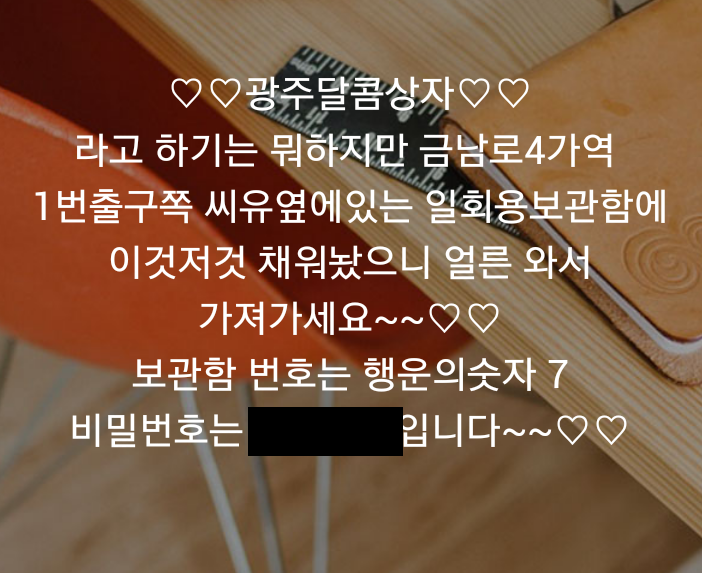 ♡♡광주달콤상자♡♡
라고 하기는 뭐하지만 금남로4가역
1번출구쪽 씨유옆에있는 일회용보관함에
이것저것 채워놨으니 얼른 와서
가져가세요~~♡♡
보관함 번호는 행운의숫자 7
비밀번호는 입니다~~♡♡